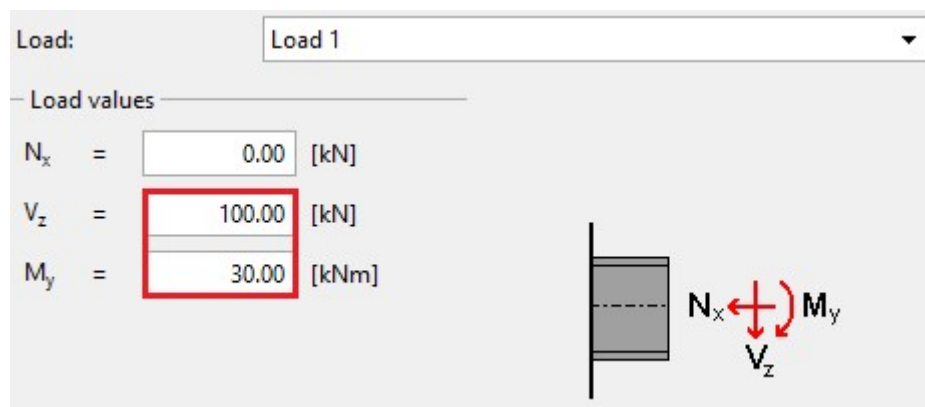 Load: Load 1
Load values
Nx = 0.00 [kN]
Vz = 100.00 [kN]
My = 30.00 [kNm]
Nx My
Vz